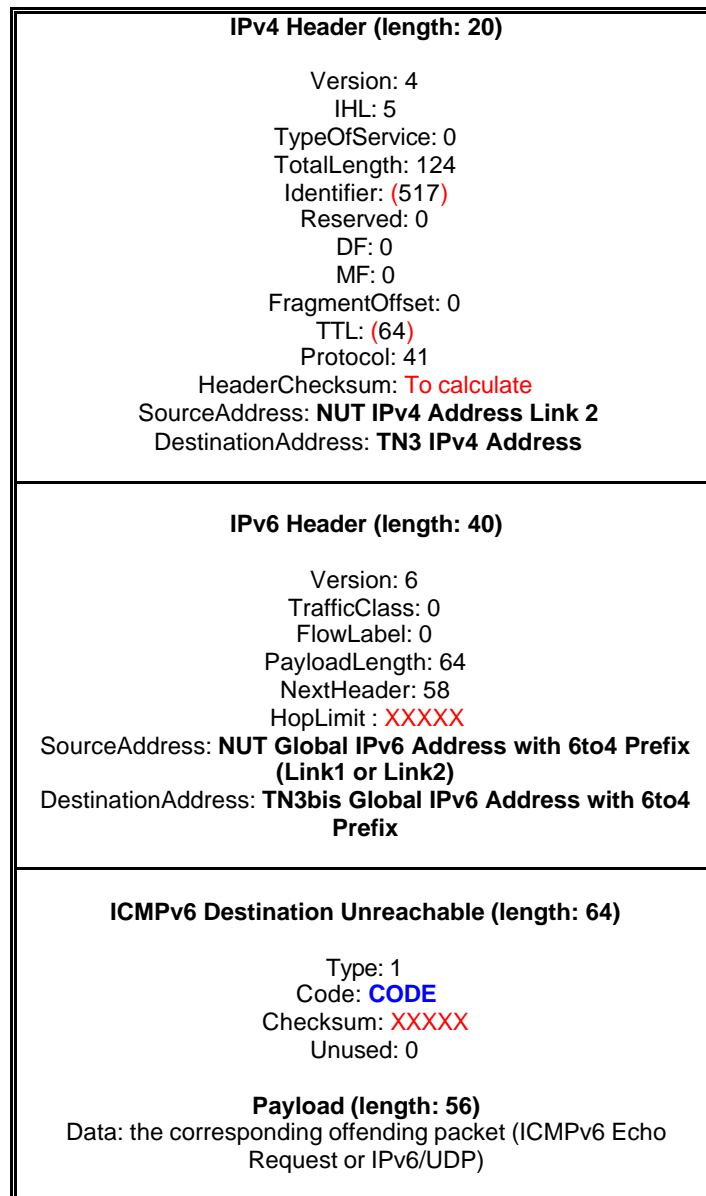 IPv4 Header (length: 20)
Version: 4
IHL: 5
TypeOfService: 0
TotalLength: 124
Identifier: (517)
Reserved: 0
DF: 0
MF: 0
FragmentOffset: 0
TTL: (64)
Protocol: 41
HeaderChecksum: To calculate
SourceAddress: NUT IPv4 Address Link 2
DestinationAddress: TN3 IPv4 Address
IPv6 Header (length: 40)
Version: 6
TrafficClass: 0
FlowLabel: 0
PayloadLength: 64
NextHeader: 58
HopLimit : XXXXX
SourceAddress: NUT Global IPv6 Address with 6to4 Prefix
(Link1 or Link2)
DestinationAddress: TN3bis Global IPv6 Address with 6to4
Prefix
ICMPv6 Destination Unreachable (length: 64)
Type: 1
Code: CODE
Checksum: XXXXX
Unused: 0
Payload (length: 56)
Data: the corresponding offending packet (ICMPv6 Echo
Request or IPv6/UDP)